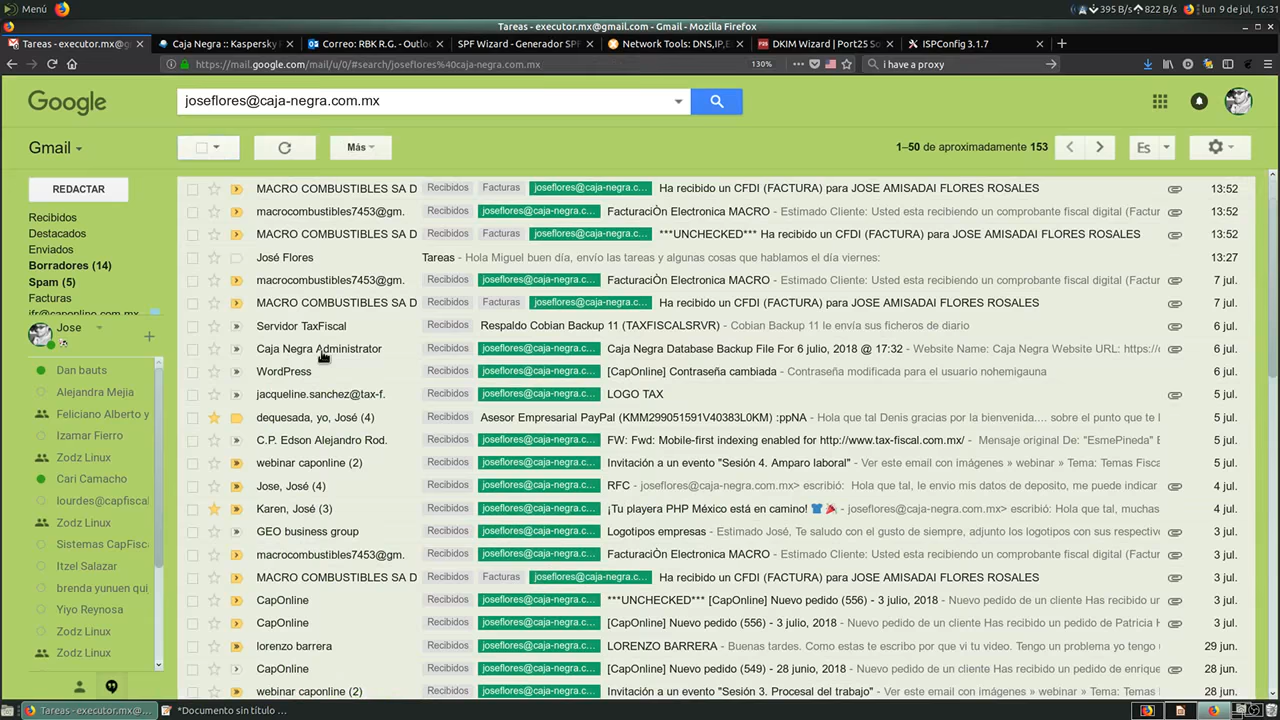 Menú 395 B/s 822 B/s lun 9 de jul, 16:31
Tareas - executor.mx@gmail.com - Gmail - Mozilla Firefox
Tareas - executor.mx@g Caja Negra :: Kaspersky Correo: RBK R.G. - Outloo SPF Wizard - Generador SPF Network Tools: DNS,IP,E DKIM Wizard | Port25 So ISPConfig 3.1.7
https://mail.google.com/mail/u/0/#search/joseflores%40caja-negra.com.mx 130% i have a proxy
Google joseflores@caja-negra.com.mx
Gmail Más 1–50 de aproximadamente 153 Es
REDACTAR
Recibidos
Destacados
Enviados
Borradores (14)
Spam (5)
Facturas
ifr@caponline.com.mx
Jose
Dan bauts
Alejandra Mejia
Feliciano Alberto y
Izamar Fierro
Zodz Linux
Cari Camacho
lourdes@capfiscal
Zodz Linux
Sistemas CapFisca
Itzel Salazar
brenda yunuen qui
Yiyo Reynosa
Zodz Linux
Zodz Linux
MACRO COMBUSTIBLES SA D Recibidos Facturas joseflores@caja-negra.c... Ha recibido un CFDI (FACTURA) para JOSE AMISADAI FLORES ROSALES 13:52
macrocombustibles7453@gm. Recibidos joseflores@caja-negra.c... FacturaciÒn Electronica MACRO - Estimado Cliente: Usted esta recibiendo un comprobante fiscal digital (Factur 13:52
MACRO COMBUSTIBLES SA D Recibidos Facturas joseflores@caja-negra.c... ***UNCHECKED*** Ha recibido un CFDI (FACTURA) para JOSE AMISADAI FLORES ROSALES 13:52
José Flores Tareas - Hola Miguel buen día, envío las tareas y algunas cosas que hablamos el día viernes: 13:27
macrocombustibles7453@gm. Recibidos joseflores@caja-negra.c... FacturaciÒn Electronica MACRO - Estimado Cliente: Usted esta recibiendo un comprobante fiscal digital (Factur 7 jul.
MACRO COMBUSTIBLES SA D Recibidos Facturas joseflores@caja-negra.c... Ha recibido un CFDI (FACTURA) para JOSE AMISADAI FLORES ROSALES 7 jul.
Servidor TaxFiscal Recibidos Respaldo Cobian Backup 11 (TAXFISCALSRVR) - Cobian Backup 11 le envía sus ficheros de diario 6 jul.
Caja Negra Administrator Recibidos joseflores@caja-negra.c... Caja Negra Database Backup File For 6 julio, 2018 @ 17:32 - Website Name: Caja Negra Website URL: https:/ 6 jul.
WordPress Recibidos joseflores@caja-negra.c... [CapOnline] Contraseña cambiada - Contraseña modificada para el usuario nohemigauna 6 jul.
jacqueline.sanchez@tax-f. Recibidos joseflores@caja-negra.c... LOGO TAX 5 jul.
dequesada, yo, José (4) Recibidos Asesor Empresarial PayPal (KMM299051591V40383L0KM) :ppNA - Hola que tal Denis gracias por la bienvenida.... sobre el punto que te 5 jul.
C.P. Edson Alejandro Rod. Recibidos joseflores@caja-negra.c... FW: Fwd: Mobile-first indexing enabled for http://www.tax-fiscal.com.mx/ - Mensaje original De: "EsmePineda" 5 jul.
webinar caponline (2) Recibidos joseflores@caja-negra.c... Invitación a un evento "Sesión 4. Amparo laboral" - Ver este email con imágenes » webinar » Tema: Temas Fisca 5 jul.
Jose, José (4) Recibidos joseflores@caja-negra.c... RFC - joseflores@caja-negra.mx> escribió: Hola que tal, le envio mis datos de deposito, me puede indicar 4 jul.
Karen, José (3) Recibidos joseflores@caja-negra.c... ¡Tu playera PHP México está en camino! - joseflores@caja-negra.com.mx> escribió: Hola que tal, muchas 4 jul.
GEO business group Recibidos joseflores@caja-negra.c... Logotipos empresas - Estimado José, Te saludo con el gusto de siempre, adjunto los logotipos con sus respectiv 3 jul.
macrocombustibles7453@gm. Recibidos joseflores@caja-negra.c... FacturaciÒn Electronica MACRO - Estimado Cliente: Usted esta recibiendo un comprobante fiscal digital (Factur 3 jul.
MACRO COMBUSTIBLES SA D Recibidos Facturas joseflores@caja-negra.c... Ha recibido un CFDI (FACTURA) para JOSE AMISADAI FLORES ROSALES 3 jul.
CapOnline Recibidos joseflores@caja-negra.c... ***UNCHECKED*** [CapOnline] Nuevo pedido (556) - 3 julio, 2018 - Nuevo pedido de un cliente Has recibido un 3 jul.
CapOnline Recibidos joseflores@caja-negra.c... [CapOnline] Nuevo pedido (556) - 3 julio, 2018 - Nuevo pedido de un cliente Has recibido un pedido de Patricia 3 jul.
lorenzo barrera Recibidos joseflores@caja-negra.c... LORENZO BARRERA - Buenas tardes. Como estas te escribo por que vi tu video. Tengo un problema yo tengo 29 jun.
CapOnline Recibidos joseflores@caja-negra.c... [CapOnline] Nuevo pedido (549) - 28 junio, 2018 - Nuevo pedido de un cliente Has recibido un pedido de enrique 28 jun.
webinar caponline (2) Recibidos joseflores@caja-negra.c... Invitación a un evento "Sesión 3. Procesal del trabajo" - Ver este email con imágenes » webinar » Tema: Temas 28 jun.
Tareas - executor.mx@gmail.... *Documento sin título ...